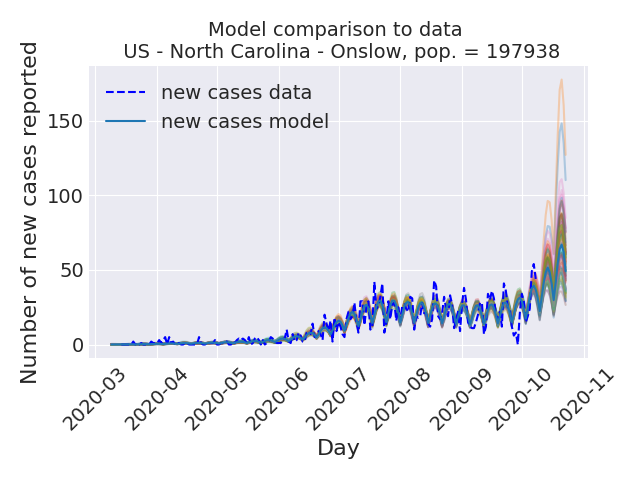 Model comparison to data
US - North Carolina - Onslow, pop. = 197938
Number of new cases reported
new cases data
new cases model
150
100
50
0
2020-03
2020-04
2020-05
2020-06
2020-07
2020-08
2020-09
2020-10
2020-11
Day